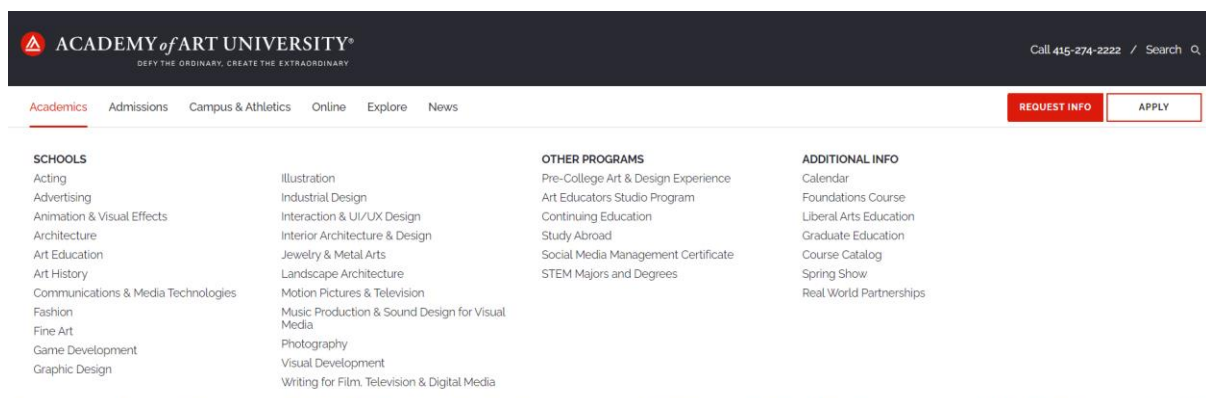 ACADEMY of ART UNIVERSITY®
DEFY THE ORDINARY, CREATE THE EXTRAORDINARY
Call 415-274-2222 / Search
Academics Admissions Campus & Athletics Online Explore News
REQUEST INFO APPLY
SCHOOLS
Acting
Advertising
Animation & Visual Effects
Architecture
Art Education
Art History
Communications & Media Technologies
Fashion
Fine Art
Game Development
Graphic Design
Illustration
Industrial Design
Interaction & UI/UX Design
Interior Architecture & Design
Jewelry & Metal Arts
Landscape Architecture
Motion Pictures & Television
Music Production & Sound Design for Visual
Media
Photography
Visual Development
Writing for Film, Television & Digital Media
OTHER PROGRAMS
Pre-College Art & Design Experience
Art Educators Studio Program
Continuing Education
Study Abroad
Social Media Management Certificate
STEM Majors and Degrees
ADDITIONAL INFO
Calendar
Foundations Course
Liberal Arts Education
Graduate Education
Course Catalog
Spring Show
Real World Partnerships